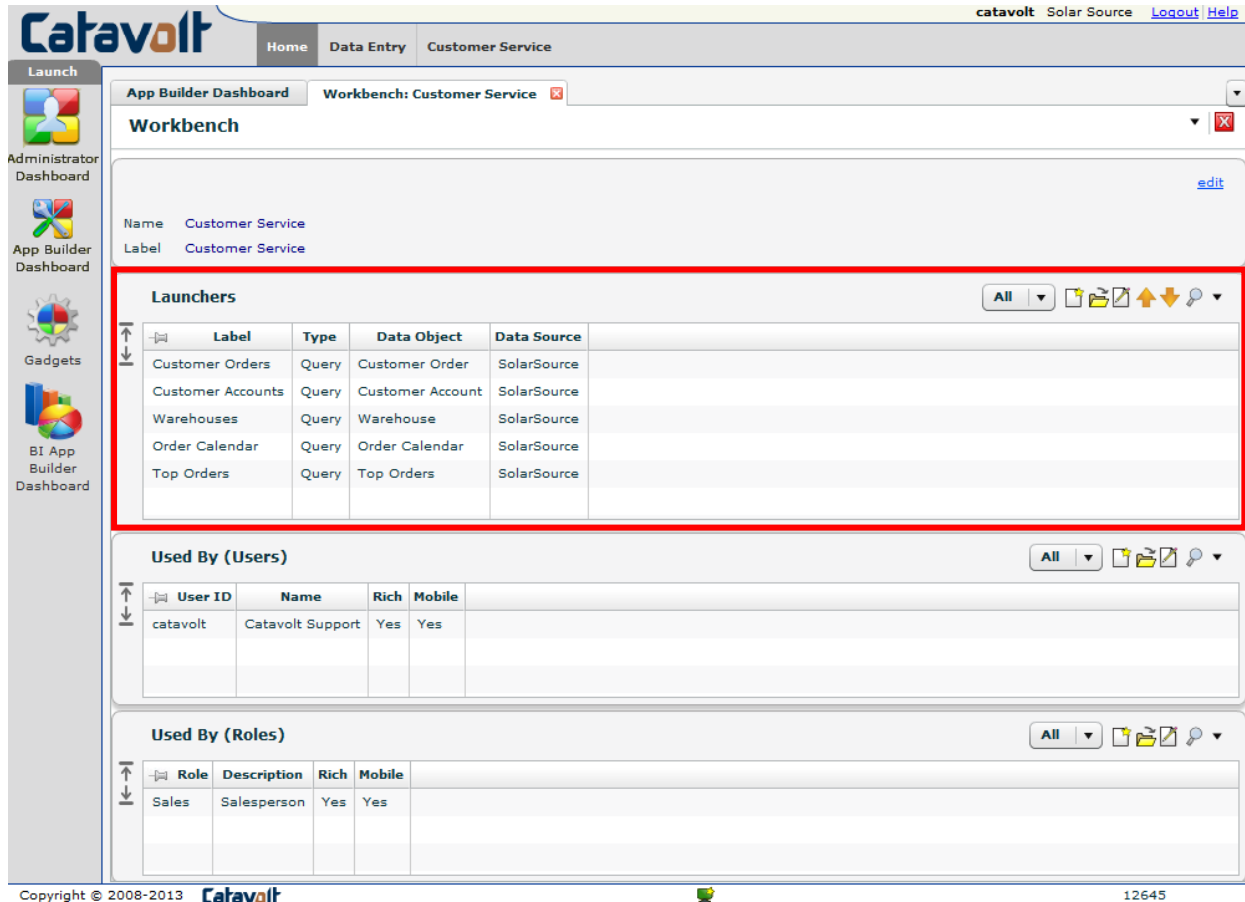 catavolt Solar Source Logout Help
Catavolt
Home Data Entry Customer Service
Launch
Administrator
Dashboard
App Builder
Dashboard
Gadgets
BI App
Builder
Dashboard
App Builder Dashboard Workbench: Customer Service
Workbench
edit
Name Customer Service
Label Customer Service
Launchers All
Label Type Data Object Data Source
Customer Orders Query Customer Order SolarSource
Customer Accounts Query Customer Account SolarSource
Warehouses Query Warehouse SolarSource
Order Calendar Query Order Calendar SolarSource
Top Orders Query Top Orders SolarSource
Used By (Users) All
User ID Name Rich Mobile
catavolt Catavolt Support Yes Yes
Used By (Roles) All
Role Description Rich Mobile
Sales Salesperson Yes Yes
Copyright © 2008-2013 Catavolt 12645